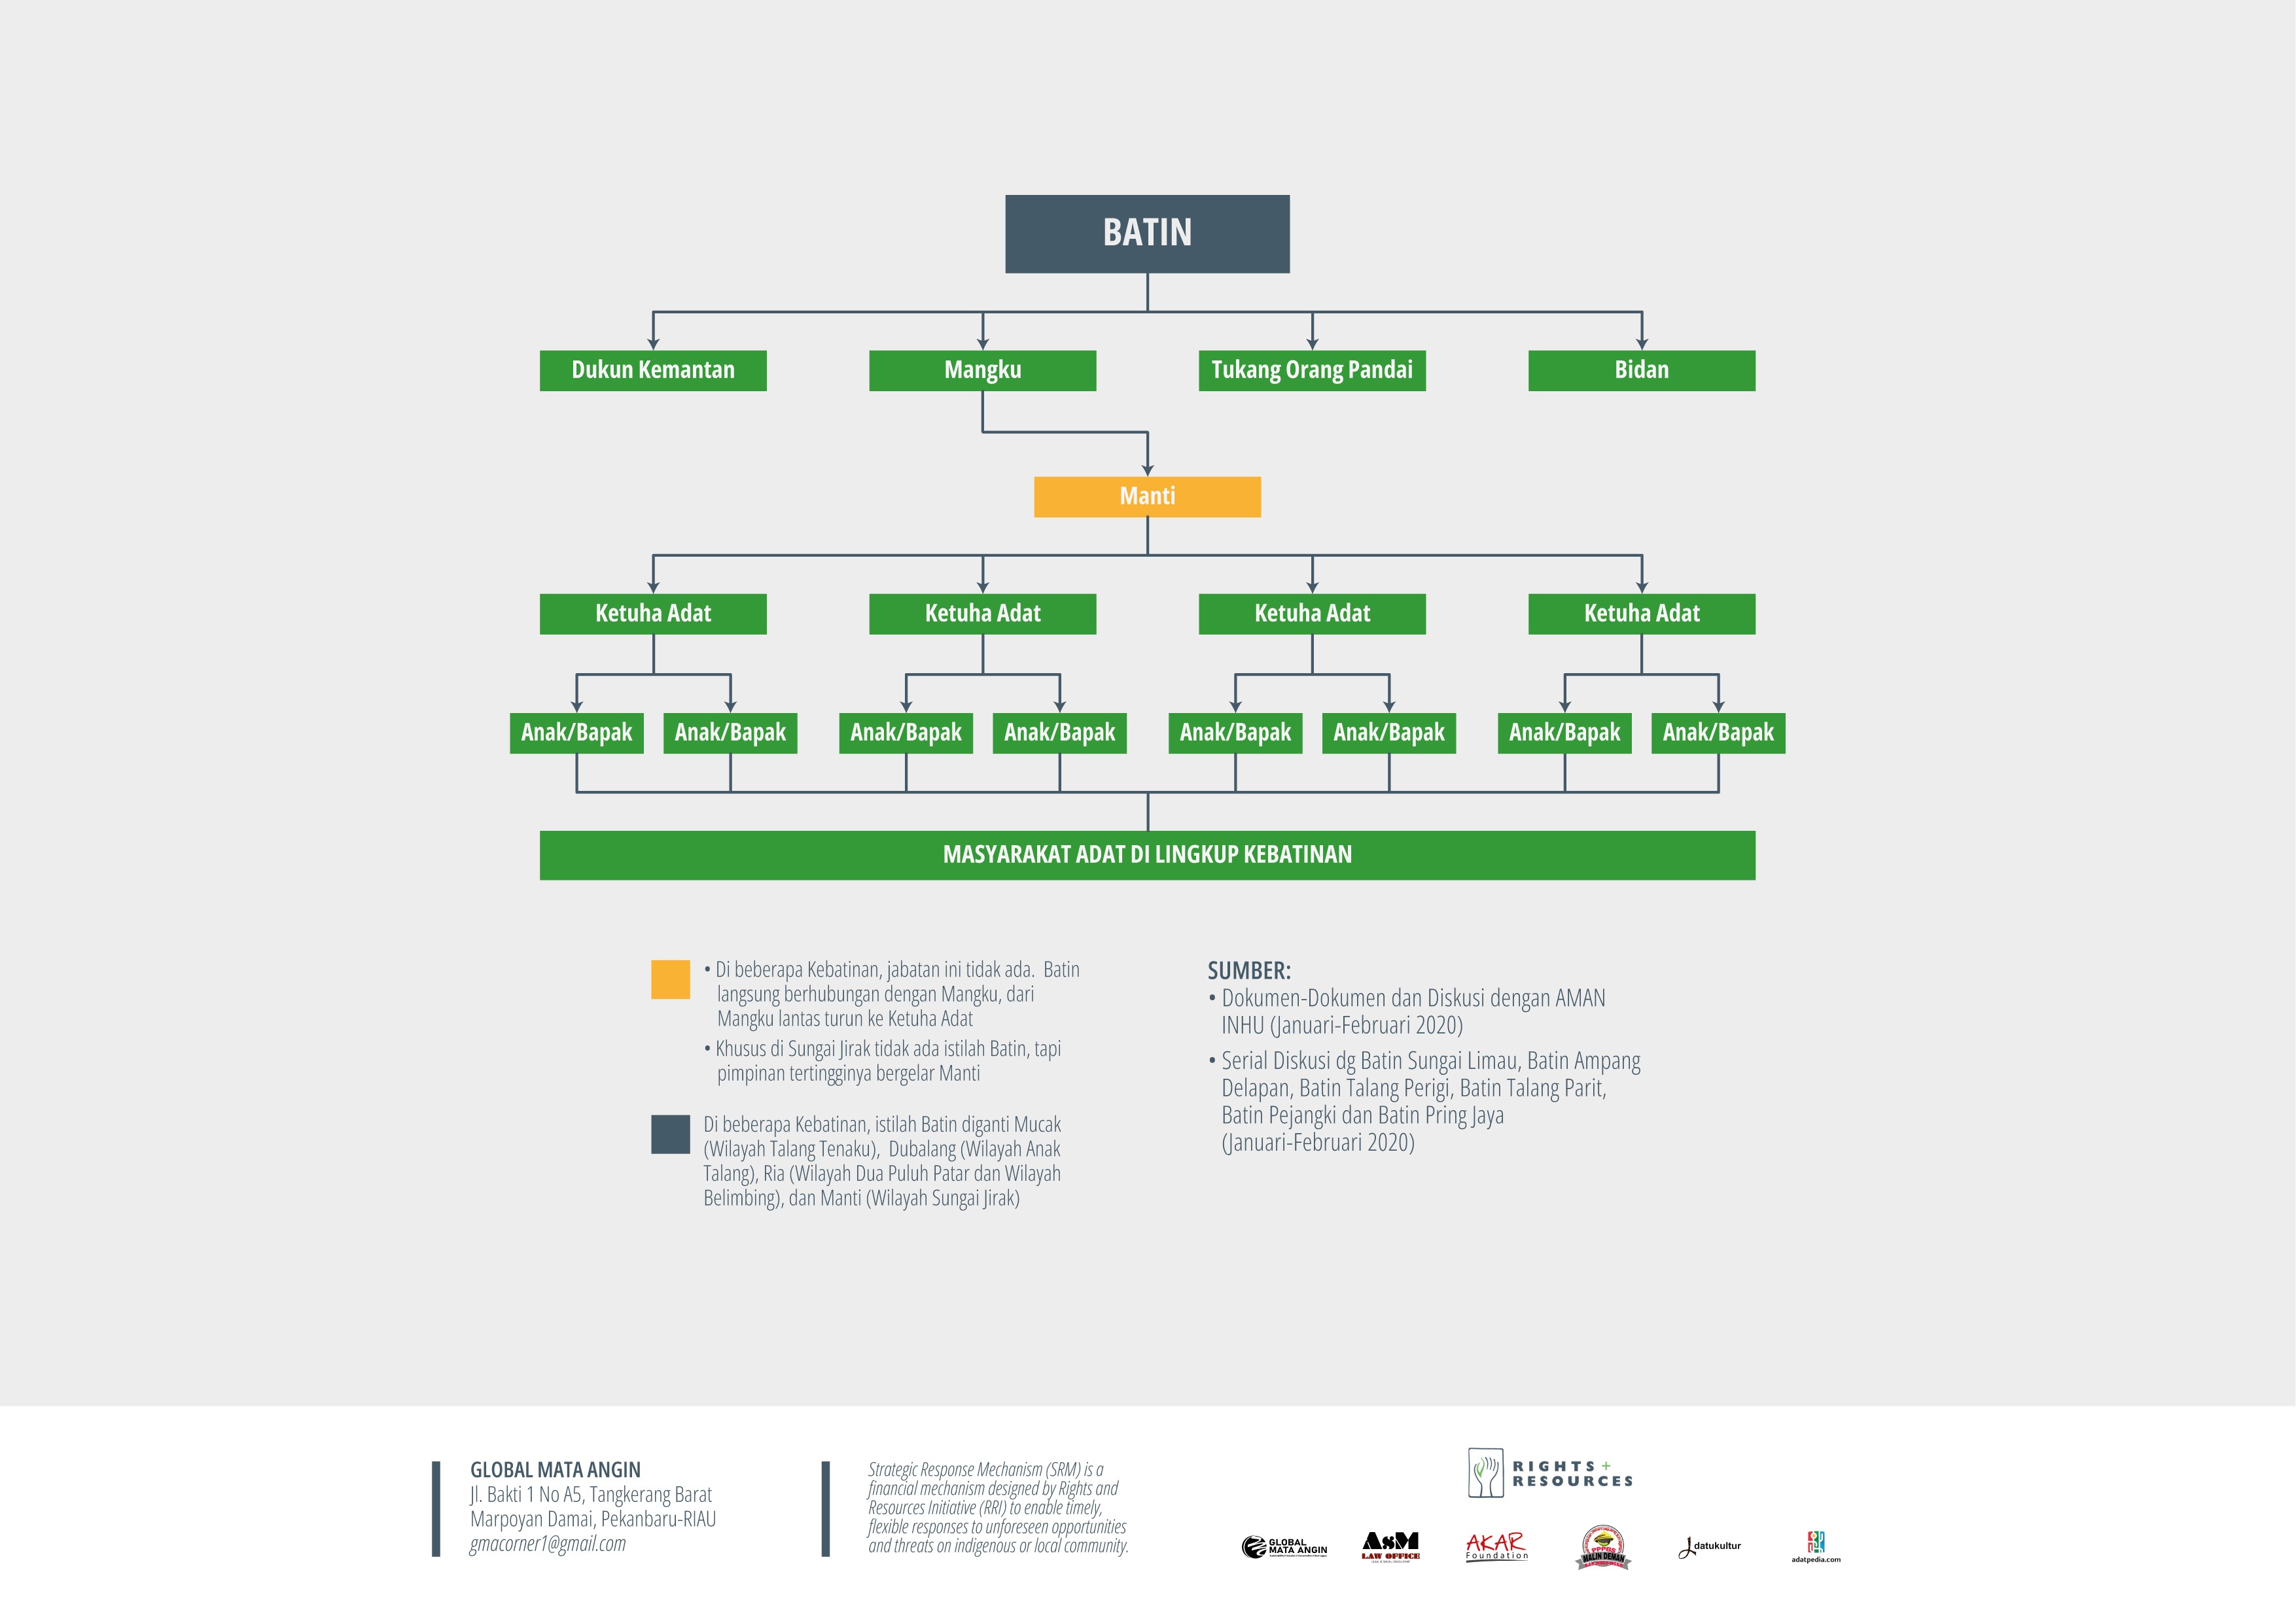 BATIN
Dukun Kemantan
Mangku
Tukang Orang Pandai
Bidan
Manti
Ketuha Adat
Ketuha Adat
Ketuha Adat
Ketuha Adat
Anak/Bapak
Anak/Bapak
Anak/Bapak
Anak/Bapak
Anak/Bapak
Anak/Bapak
Anak/Bapak
Anak/Bapak
MASYARAKAT ADAT DI LINGKUP KEBATINAN
• Di beberapa Kebatinan, jabatan ini tidak ada. Batin
langsung berhubungan dengan Mangku, dari
Mangku lantas turun ke Ketuha Adat
• Khusus di Sungai Jirak tidak ada istilah Batin, tapi
pimpinan tertingginya bergelar Manti
Di beberapa Kebatinan, istilah Batin diganti Mucak
(Wilayah Talang Tenaku), Dubalang (Wilayah Anak
Talang), Ria (Wilayah Dua Puluh Patar dan Wilayah
Belimbing), dan Manti (Wilayah Sungai Jirak)
SUMBER:
• Dokumen-Dokumen dan Diskusi dengan AMAN
INHU (Januari-Februari 2020)
• Serial Diskusi dg Batin Sungai Limau, Batin Ampang
Delapan, Batin Talang Perigi, Batin Talang Parit,
Batin Pejangki dan Batin Pring Jaya
(Januari-Februari 2020)
GLOBAL MATA ANGIN
Jl. Bakti 1 No A5, Tangkerang Barat
Marpoyan Damai, Pekanbaru-RIAU
gmacorner1@gmail.com
Strategic Response Mechanism (SRM) is a
financial mechanism designed by Rights and
Resources Initiative (RRI) to enable timely,
flexible responses to unforeseen opportunities
and threats on indigenous or local community.
RIGHTS +
RESOURCES
GLOBAL
MATA ANGIN
AsM
LAW OFFICE
AKAR
Foundation
PPPBS
MALIN DEMAN
datukultur
adatpedia.com